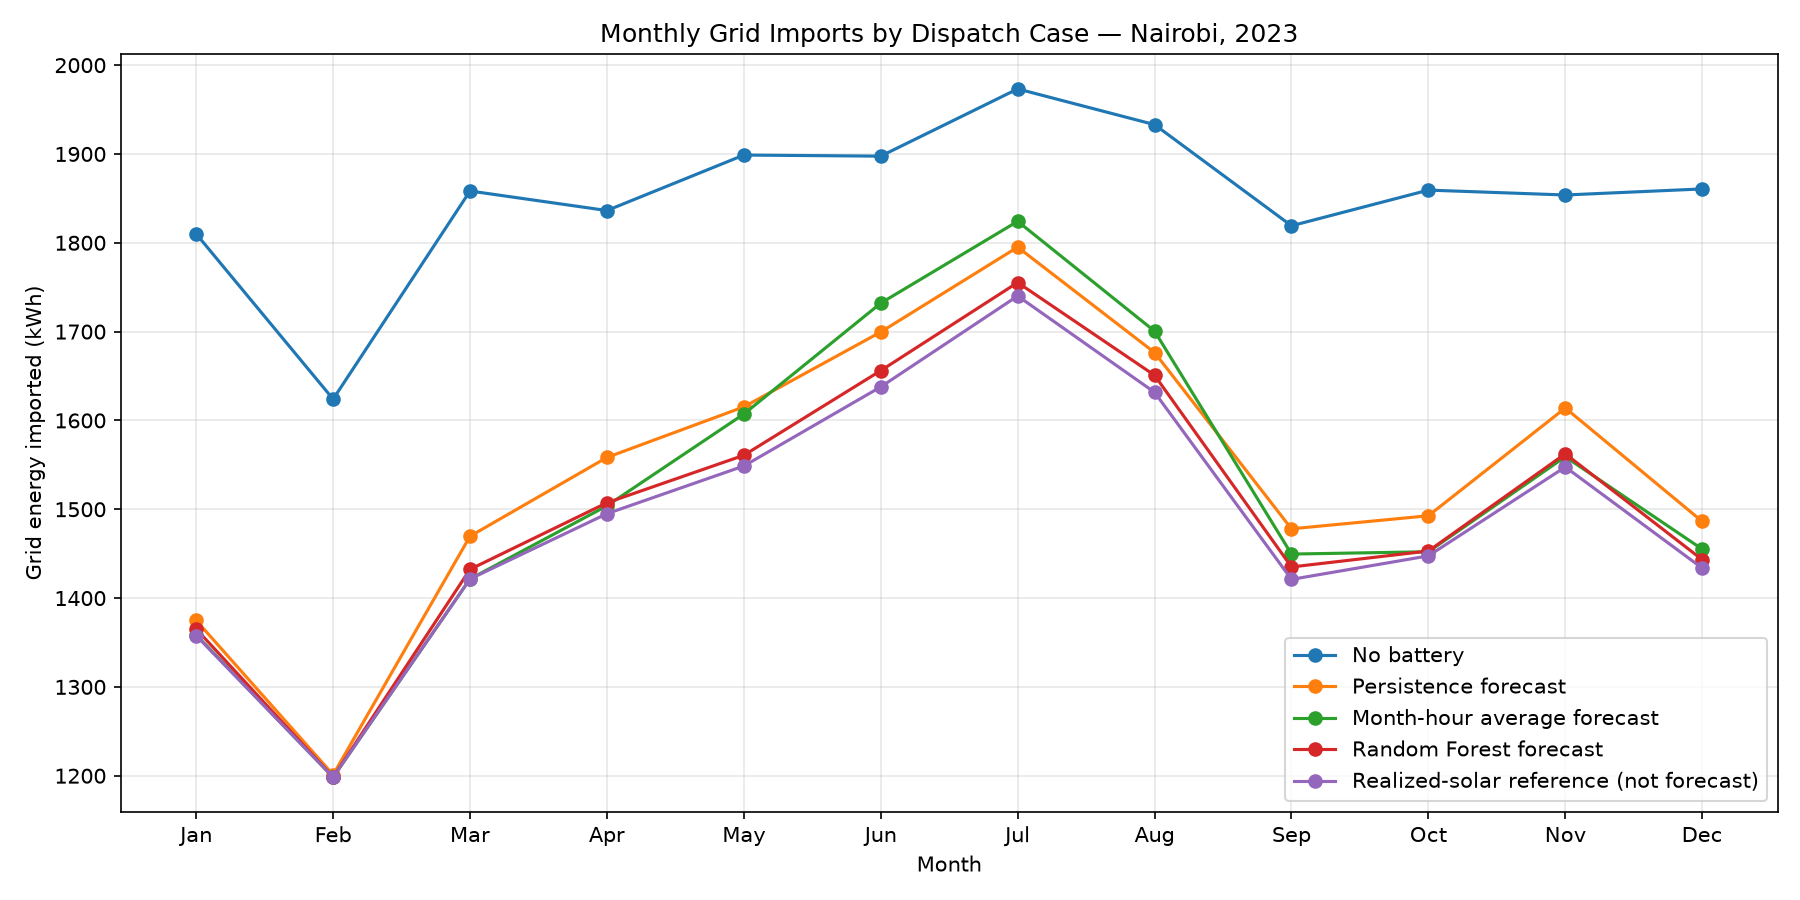 Monthly Grid Imports by Dispatch Case — Nairobi, 2023
Grid energy imported (kWh)
2000
1900
1800
1700
1600
1500
1400
1300
1200
No battery
Persistence forecast
Month-hour average forecast
Random Forest forecast
Realized-solar reference (not forecast)
Jan Feb Mar Apr May Jun Jul Aug Sep Oct Nov Dec
Month